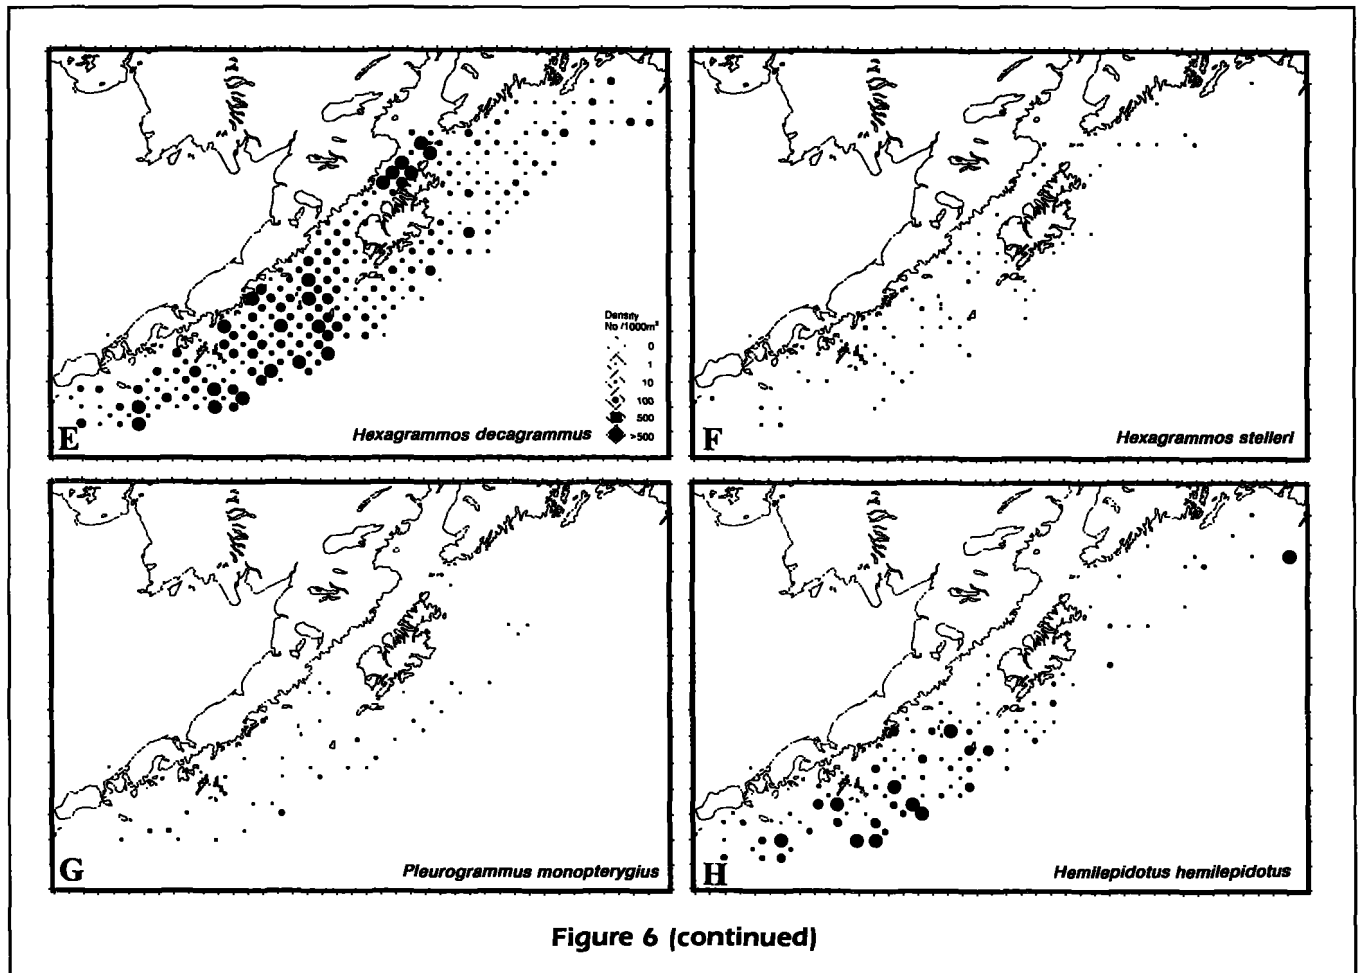 Density
No /1000m²
0
1
10
100
500
>500
E
Hexagrammos decagrammus
F
Hexagrammos stelleri
G
Pleurogrammus monopterygius
H
Hemilepidotus hemilepidotus
Figure 6 (continued)